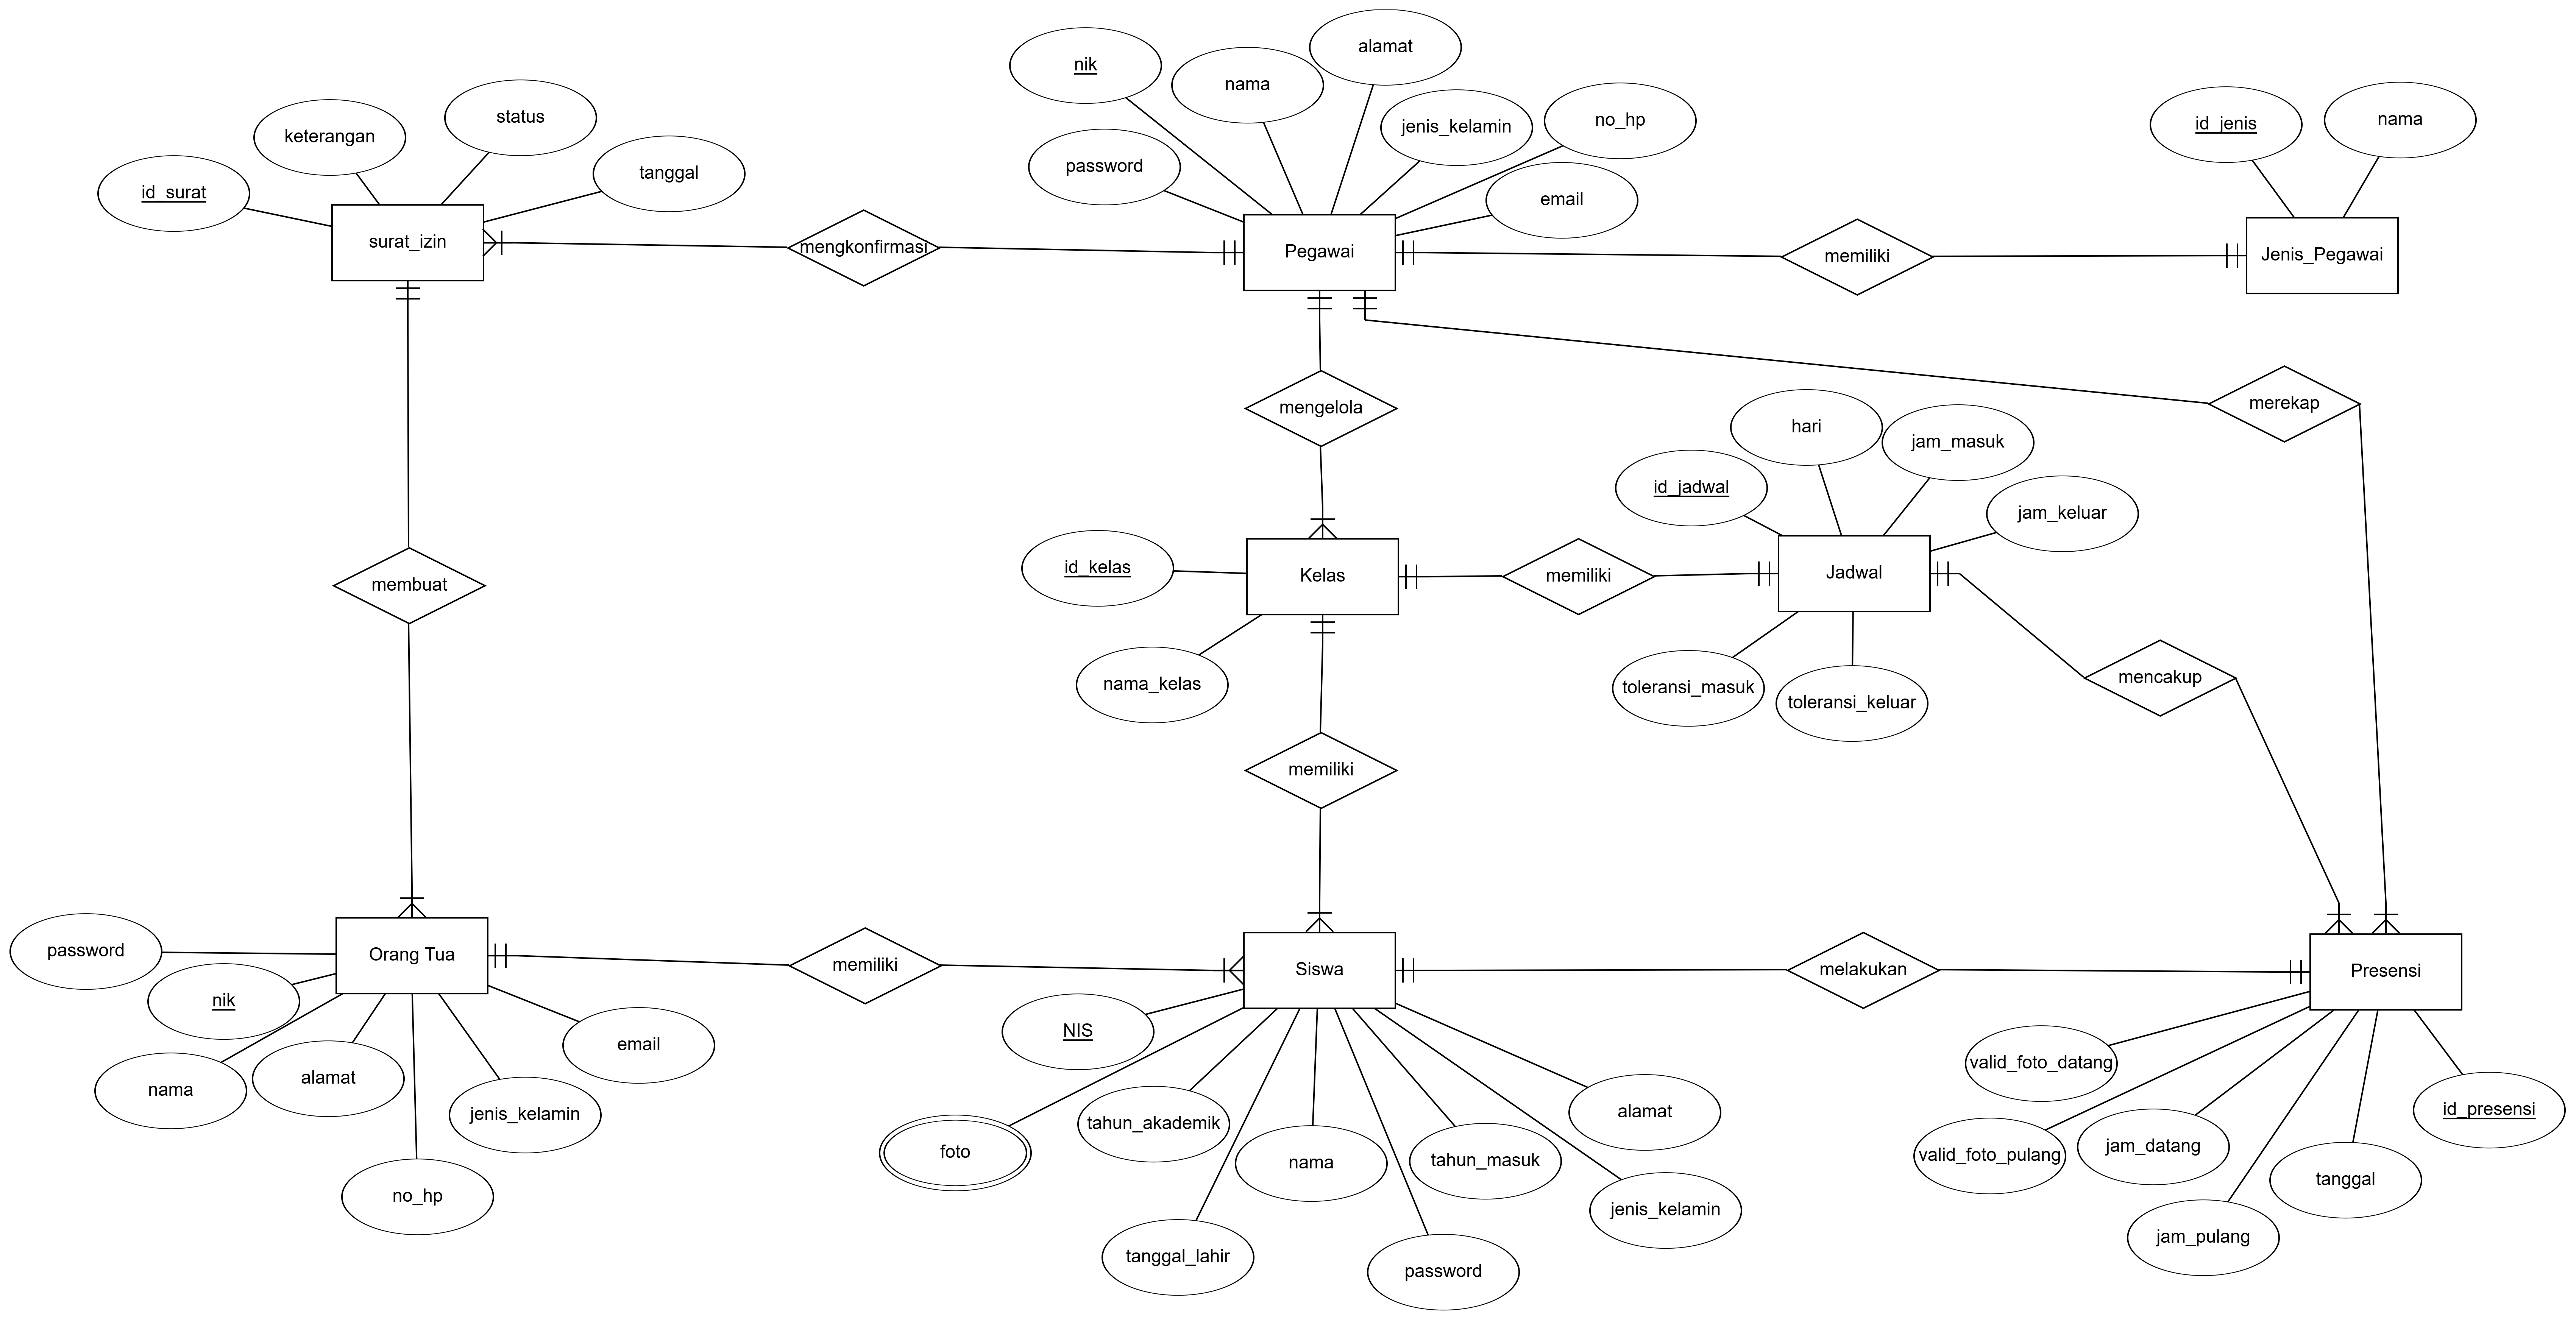 alamat
nik
nama
status
keterangan
jenis_kelamin
no_hp
id_jenis
nama
password
tanggal
id_surat
email
surat_izin
mengkonfirmasi
Pegawai
memiliki
Jenis_Pegawai
mengelola
merekap
hari
jam_masuk
id_jadwal
jam_keluar
membuat
id_kelas
Kelas
memiliki
Jadwal
nama_kelas
toleransi_masuk
toleransi_keluar
mencakup
memiliki
password
Orang Tua
memiliki
Siswa
melakukan
Presensi
nik
NIS
email
valid_foto_datang
nama
alamat
jenis_kelamin
foto
tahun_akademik
nama
tahun_masuk
alamat
valid_foto_pulang
jam_datang
id_presensi
no_hp
tanggal
jenis_kelamin
tanggal_lahir
password
jam_pulang